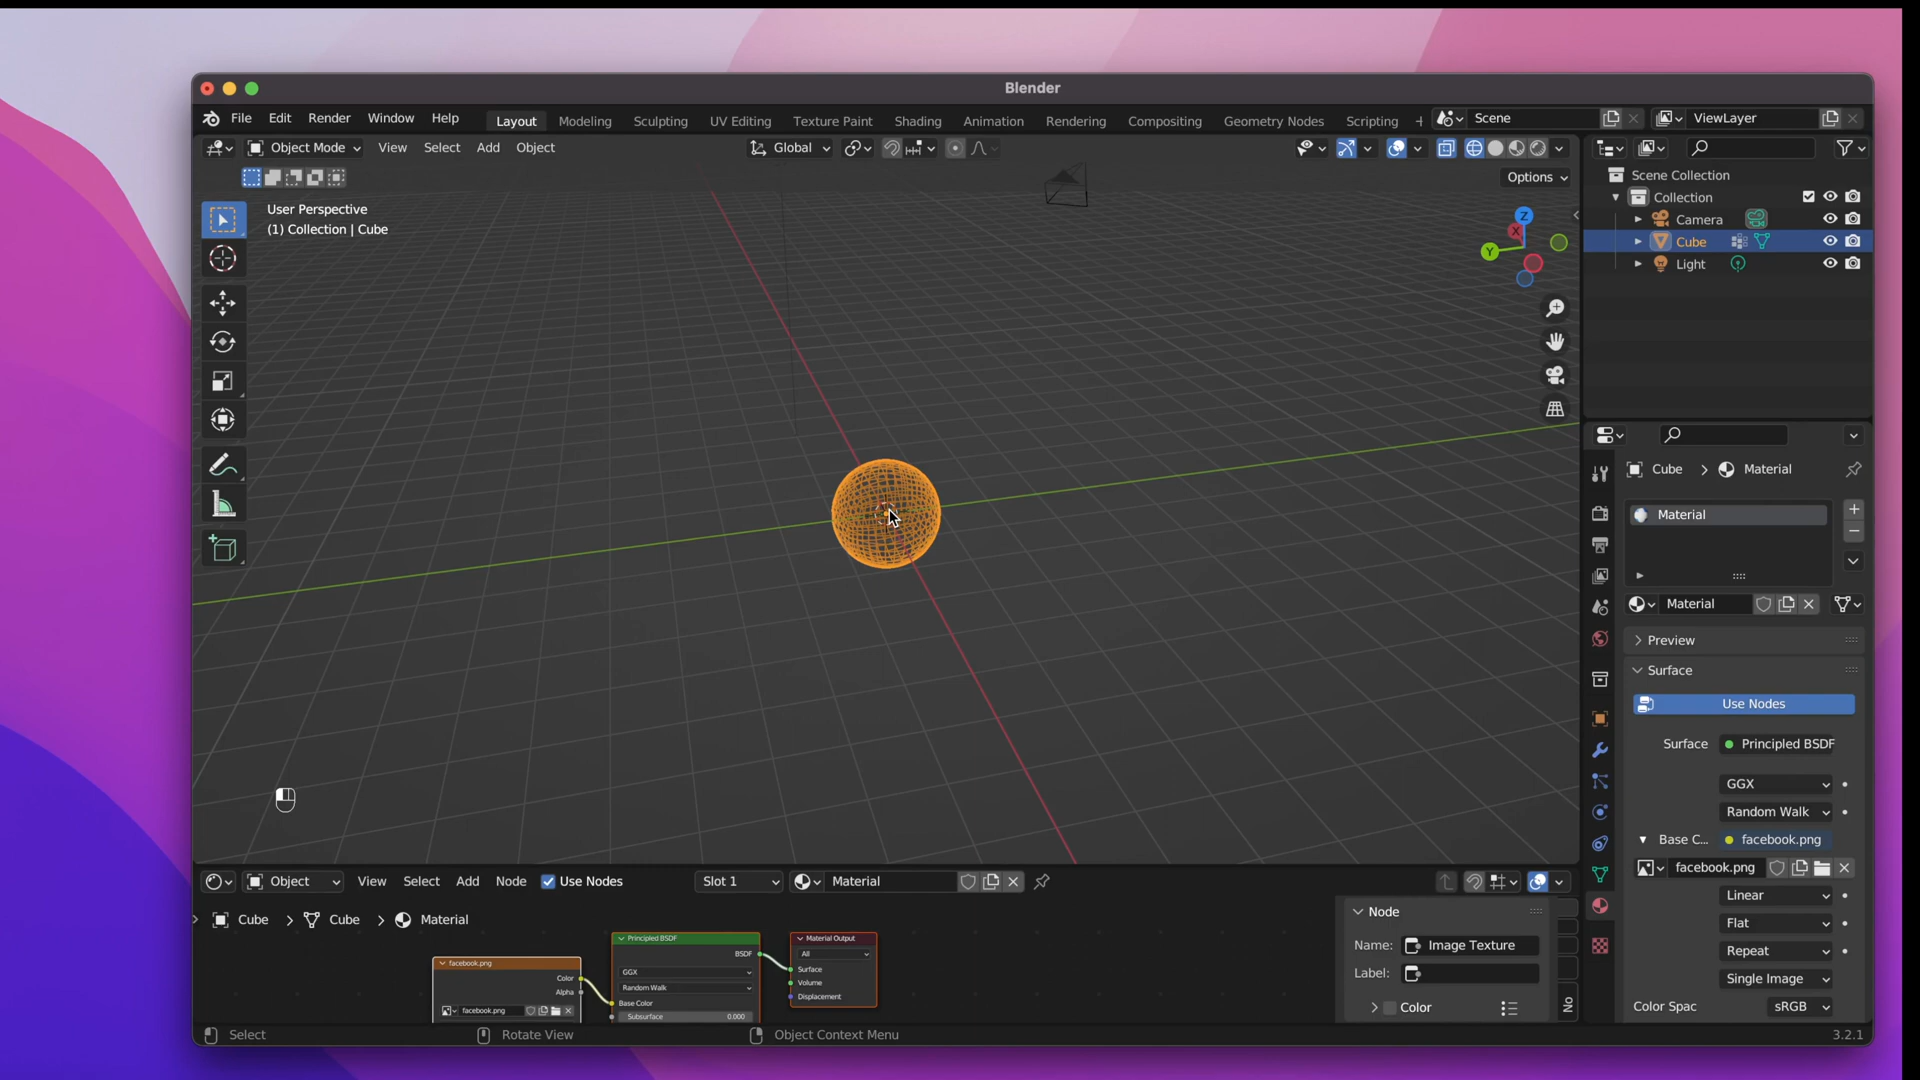 Blender
File Edit Render Window Help Layout Modeling Sculpting UV Editing Texture Paint Shading Animation Rendering Compositing Geometry Nodes Scripting + Scene ViewLayer
Object Mode View Select Add Object Global
Options
User Perspective
(1) Collection | Cube
Z
X
Y
Scene Collection
Collection
Camera
Cube
Light
Cube > Material
Material
Material
Preview
Surface
Use Nodes
Surface Principled BSDF
GGX
Random Walk
Base C... facebook.png
facebook.png
Linear
Flat
Repeat
Single Image
Color Spac sRGB
Object View Select Add Node Use Nodes Slot 1 Material
Cube > Cube > Material
facebook.png
Color
Alpha
facebook.png
Principled BSDF
BSDF
GGX
Random Walk
Base Color
Subsurface 0.000
Material Output
All
Surface
Volume
Displacement
Node
Name: Image Texture
Label:
Color
No
Select Rotate View Object Context Menu 3.2.1